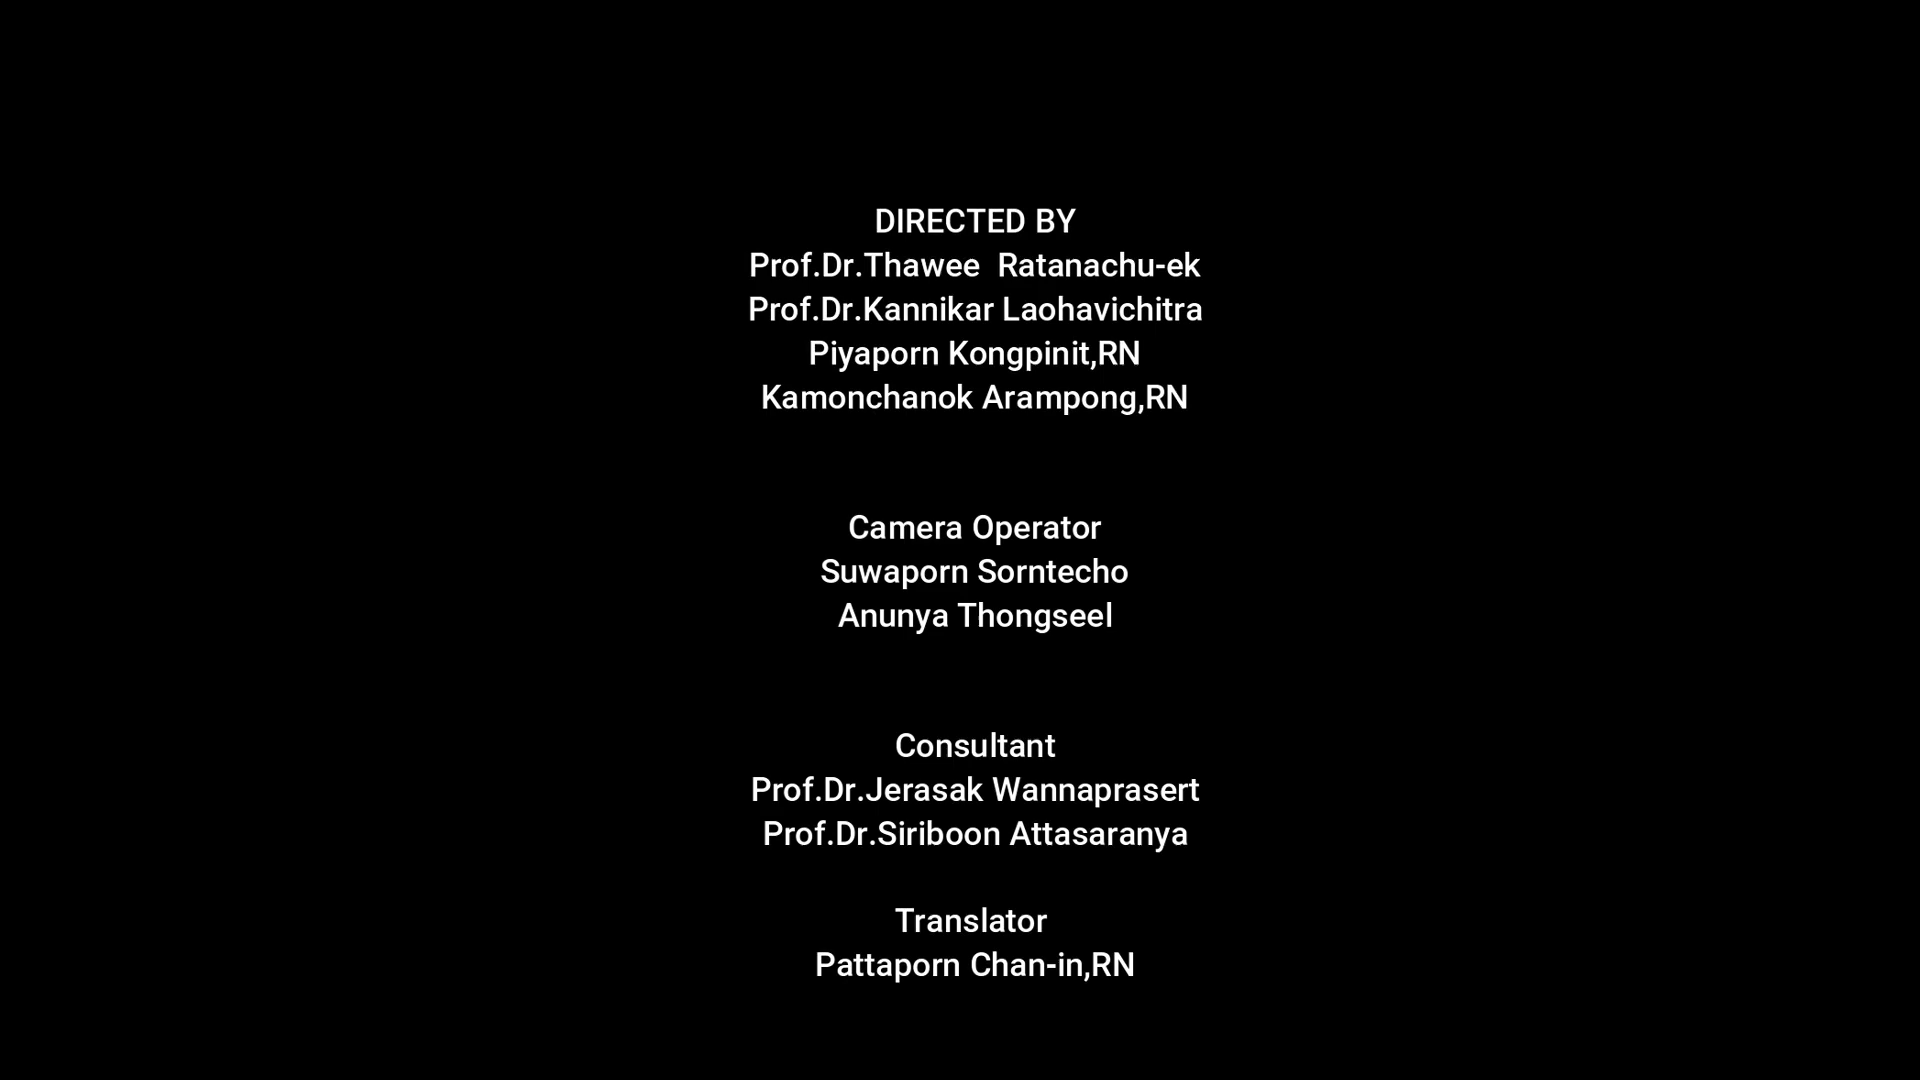 DIRECTED BY
Prof.Dr.Thawee  Ratanachu-ek
Prof.Dr.Kannikar Laohavichitra
Piyaporn Kongpinit,RN
Kamonchanok Arampong,RN
Camera Operator
Suwaporn Sorntecho
Anunya Thongseel
Consultant
Prof.Dr.Jerasak Wannaprasert
Prof.Dr.Siriboon Attasaranya
Translator
Pattaporn Chan-in,RN